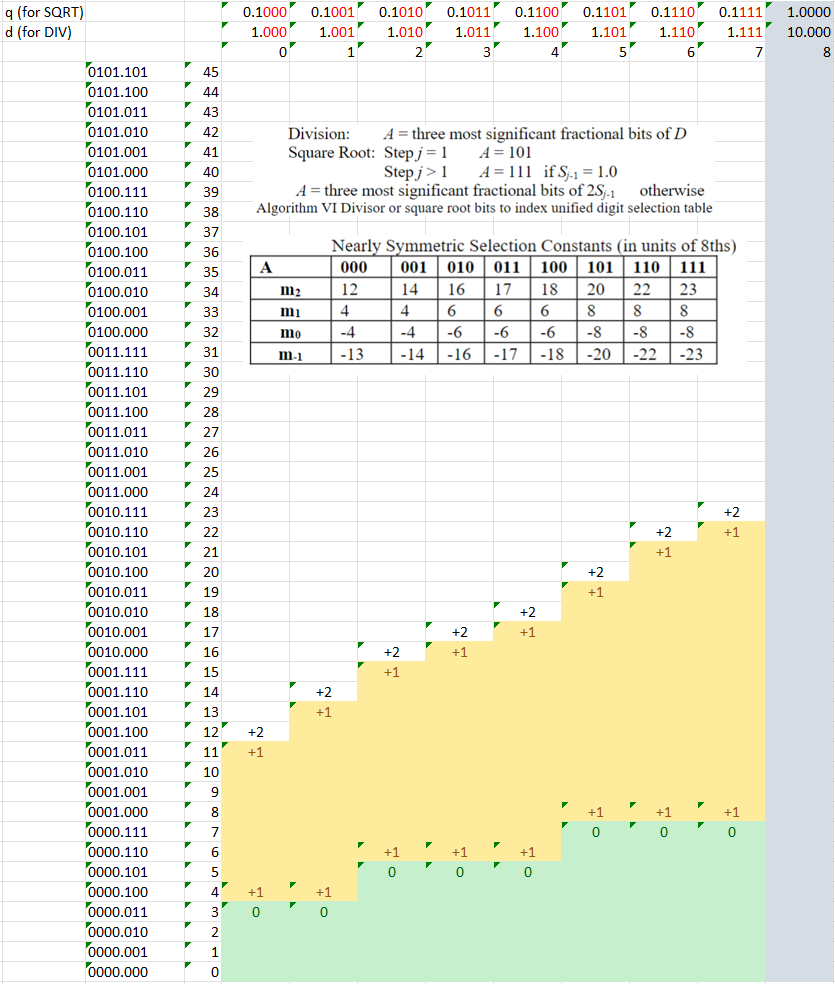 q (for SQRT) 0.1000 0.1001 0.1010 0.1011 0.1100 0.1101 0.1110 0.1111 1.0000
d (for DIV) 1.000 1.001 1.010 1.011 1.100 1.101 1.110 1.111 10.000
0 1 2 3 4 5 6 7 8
0101.101 45
0101.100 44
0101.011 43
0101.010 42 Division: A = three most significant fractional bits of D
0101.001 41 Square Root: Step j = 1 A = 101
0101.000 40 Step j > 1 A = 111 if Sj-1 = 1.0
0100.111 39 A = three most significant fractional bits of 2Sj-1 otherwise
0100.110 38 Algorithm VI Divisor or square root bits to index unified digit selection table
0100.101 37
0100.100 36 Nearly Symmetric Selection Constants (in units of 8ths)
0100.011 35 A 000 001 010 011 100 101 110 111
0100.010 34 m2 12 14 16 17 18 20 22 23
0100.001 33 m1 4 4 6 6 6 8 8 8
0100.000 32 m0 -4 -4 -6 -6 -6 -8 -8 -8
0011.111 31 m-1 -13 -14 -16 -17 -18 -20 -22 -23
0011.110 30
0011.101 29
0011.100 28
0011.011 27
0011.010 26
0011.001 25
0011.000 24
0010.111 23 +2
0010.110 22 +2 +1
0010.101 21 +1
0010.100 20 +2
0010.011 19 +1
0010.010 18 +2
0010.001 17 +2 +1
0010.000 16 +2 +1
0001.111 15 +1
0001.110 14 +2
0001.101 13 +1
0001.100 12 +2
0001.011 11 +1
0001.010 10
0001.001 9
0001.000 8 +1 +1 +1
0000.111 7 0 0 0
0000.110 6 +1 +1 +1
0000.101 5 0 0 0
0000.100 4 +1 +1
0000.011 3 0 0
0000.010 2
0000.001 1
0000.000 0